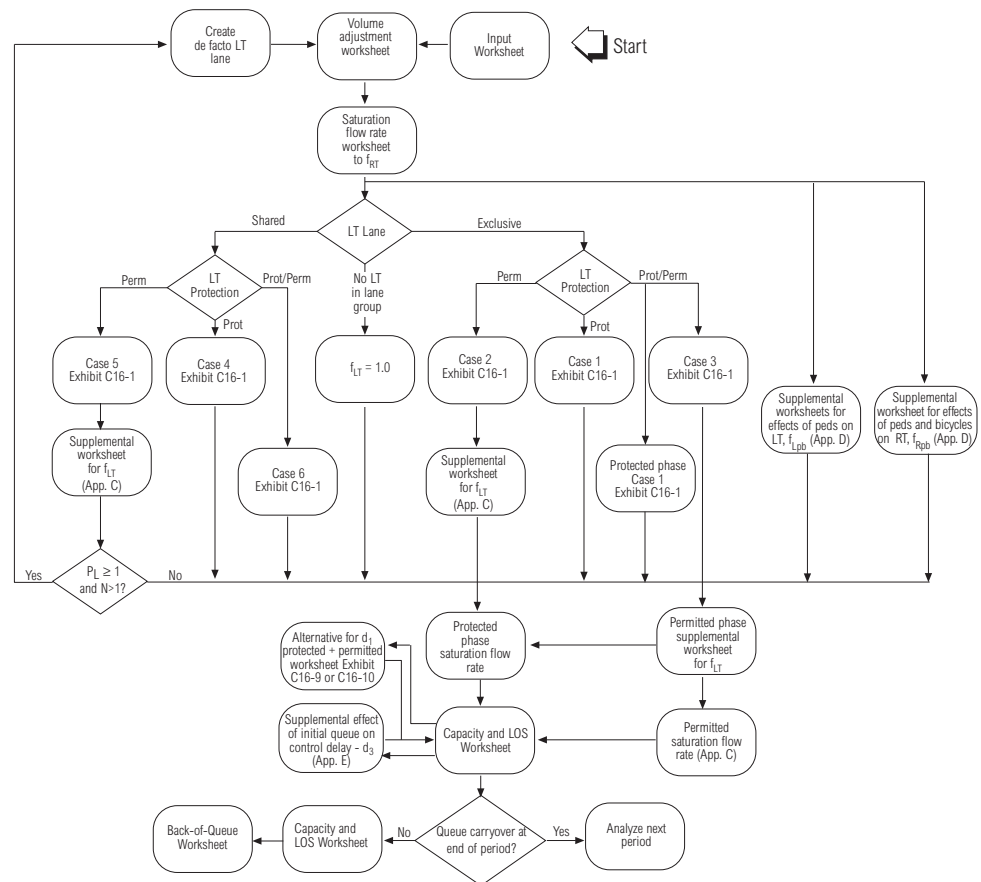 Create
de facto LT
lane
Volume
adjustment
worksheet
Input
Worksheet
Start
Saturation
flow rate
worksheet
to fRT
Shared
LT Lane
Exclusive
Perm
LT
Protection
Prot/Perm
Prot
No LT
in lane
group
Perm
LT
Protection
Prot/Perm
Prot
Case 5
Exhibit C16-1
Case 4
Exhibit C16-1
fLT = 1.0
Case 2
Exhibit C16-1
Case 1
Exhibit C16-1
Case 3
Exhibit C16-1
Supplemental
worksheets for
effects of peds on
LT, fLpb (App. D)
Supplemental
worksheet for effects
of peds and bicycles
on RT, fRpb (App. D)
Supplemental
worksheet
for fLT
(App. C)
Case 6
Exhibit C16-1
Supplemental
worksheet
for fLT
(App. C)
Protected phase
Case 1
Exhibit C16-1
Yes
PL ≥ 1
and N>1?
No
Alternative for d1
protected + permitted
worksheet Exhibit
C16-9 or C16-10
Protected
phase
saturation flow
rate
Permitted phase
supplemental
worksheet
for fLT
Supplemental effect
of initial queue on
control delay - d3
(App. E)
Capacity and LOS
Worksheet
Permitted
saturation flow
rate (App. C)
Back-of-Queue
Worksheet
Capacity and
LOS Worksheet
No
Queue carryover at
end of period?
Yes
Analyze next
period